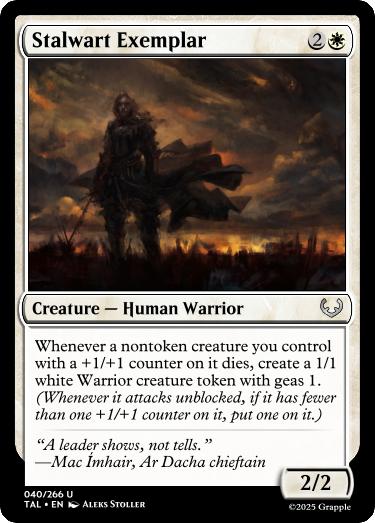 Stalwart Exemplar 2
Creature — Human Warrior
Whenever a nontoken creature you control
with a +1/+1 counter on it dies, create a 1/1
white Warrior creature token with geas 1.
(Whenever it attacks unblocked, if it has fewer
than one +1/+1 counter on it, put one on it.)
“A leader shows, not tells.”
—Mac Ímhair, Ar Dacha chieftain
2/2
040/266 U
TAL • EN Aleks Stoller
©2025 Grapple